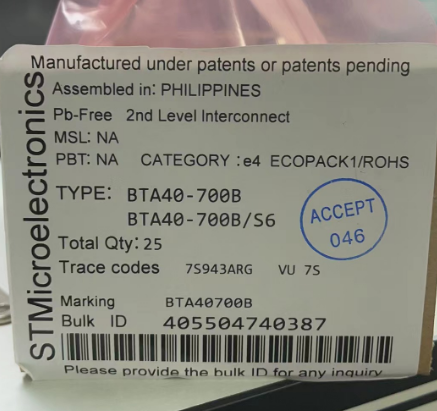 Manufactured under patents or patents pending
STMicroelectronics
Assembled in: PHILIPPINES
Pb-Free 2nd Level Interconnect
MSL: NA
PBT: NA CATEGORY :e4 ECOPACK1/ROHS
TYPE: BTA40-700B
BTA40-700B/S6
ACCEPT
046
Total Qty: 25
Trace codes 7S943ARG VU 7S
Marking BTA40700B
Bulk ID 405504740387
Please provide the bulk ID for any inquiry